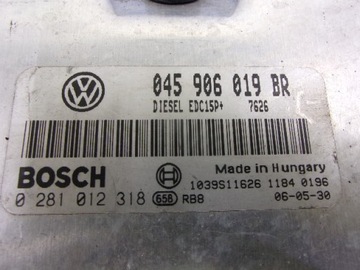 045 906 019 BR
DIESEL EDC15P+ 7626
BOSCH
Made in Hungary
1039S11626 1184 0196
0 281 012 318 658 RB8 06-05-30